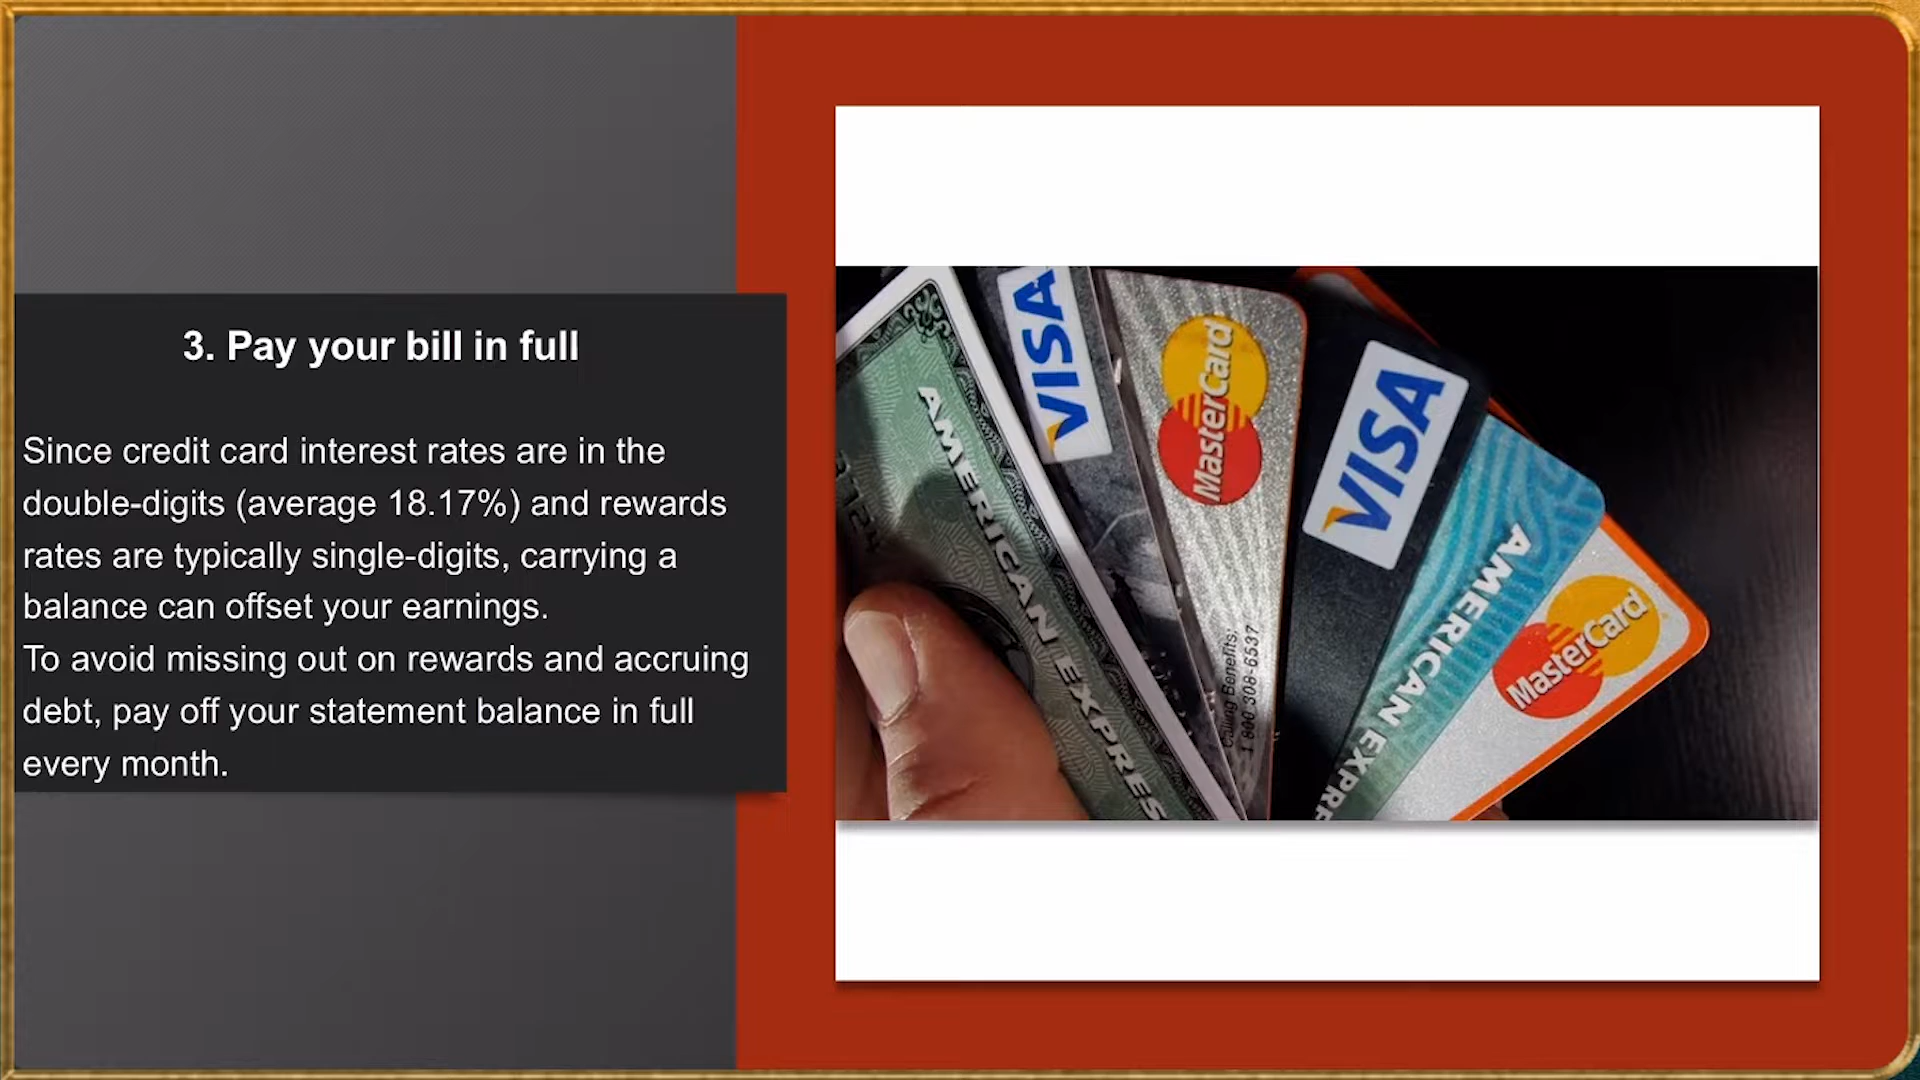 3. Pay your bill in full
Since credit card interest rates are in the
double-digits (average 18.17%) and rewards
rates are typically single-digits, carrying a
balance can offset your earnings.
To avoid missing out on rewards and accruing
debt, pay off your statement balance in full
every month.
AMERICAN EXPRES
VISA
MasterCard
Calling Benefits:
1 800 308-6537
VISA
AMERICAN EXPR
MasterCard